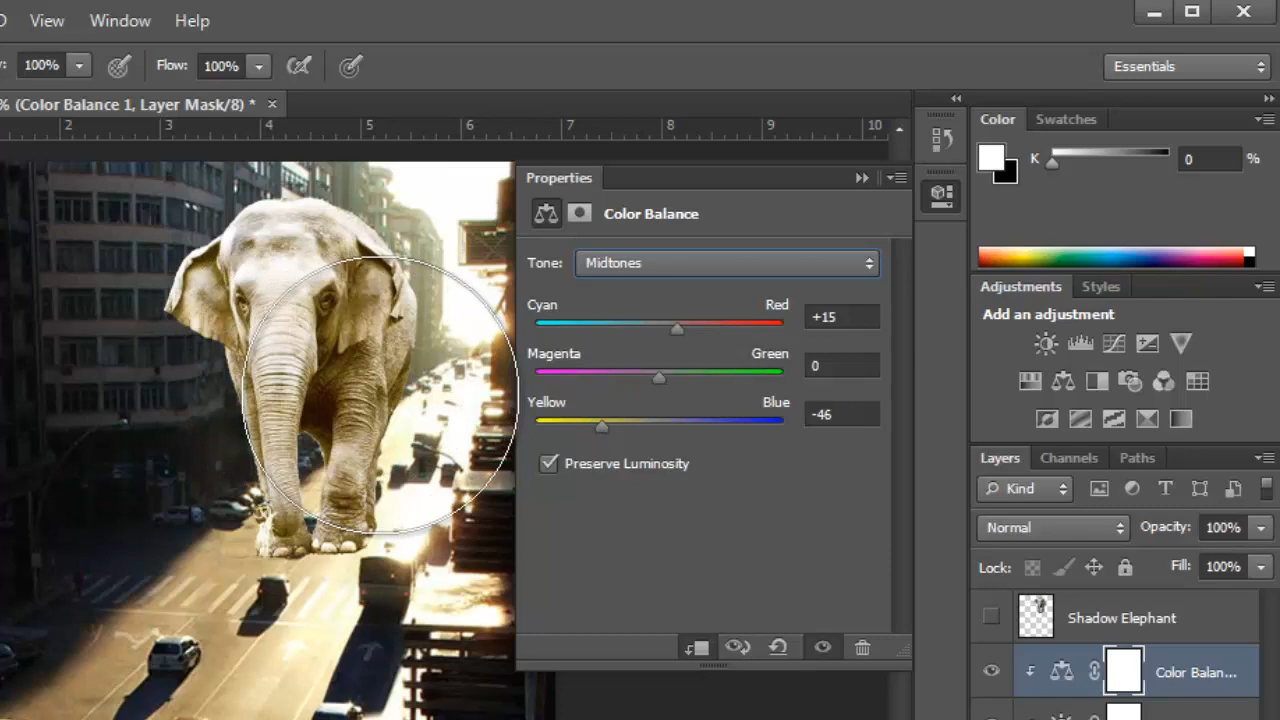 View Window Help
100% Flow: 100% Essentials
% (Color Balance 1, Layer Mask/8) * ×
2 3 4 5 6 7 8 9 10
Properties
Color Balance
Tone: Midtones
Cyan Red +15
Magenta Green 0
Yellow Blue -46
Preserve Luminosity
Color Swatches
K 0 %
Adjustments Styles
Add an adjustment
Layers Channels Paths
Kind
Normal Opacity: 100%
Lock: Fill: 100%
Shadow Elephant
Color Balan...